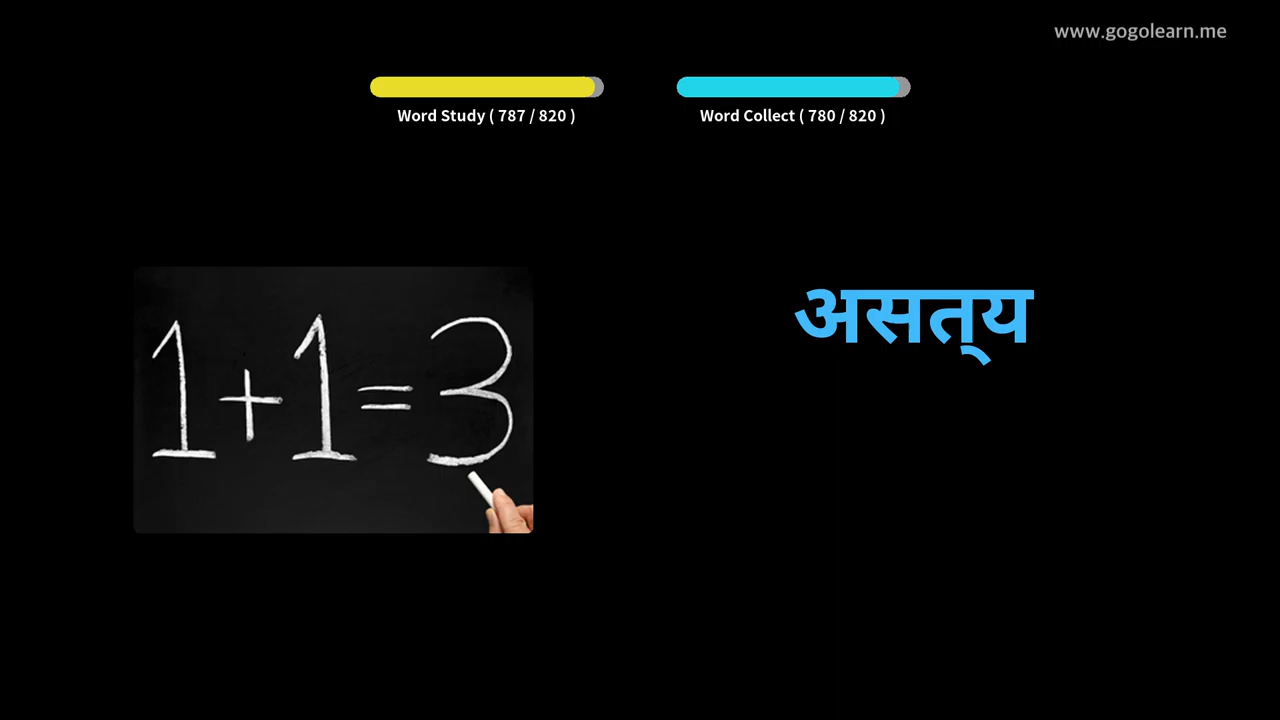 www.gogolearn.me
Word Study ( 787 / 820 )
Word Collect ( 780 / 820 )
असत्‌य
1+1=3